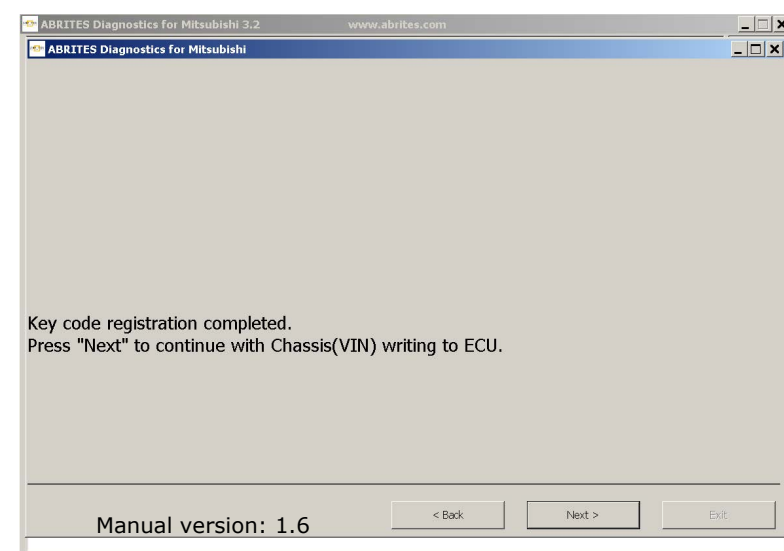 ABRITES Diagnostics for Mitsubishi 3.2 www.abrites.com
ABRITES Diagnostics for Mitsubishi
Key code registration completed.
Press "Next" to continue with Chassis(VIN) writing to ECU.
< Back Next > Exit
Manual version: 1.6